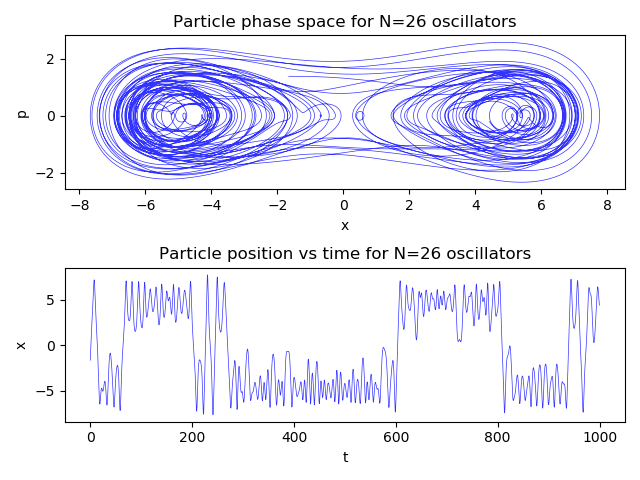 Particle phase space for N=26 oscillators
p
2
0
−2
−8 −6 −4 −2 0 2 4 6 8
x
Particle position vs time for N=26 oscillators
x
5
0
−5
0 200 400 600 800 1000
t